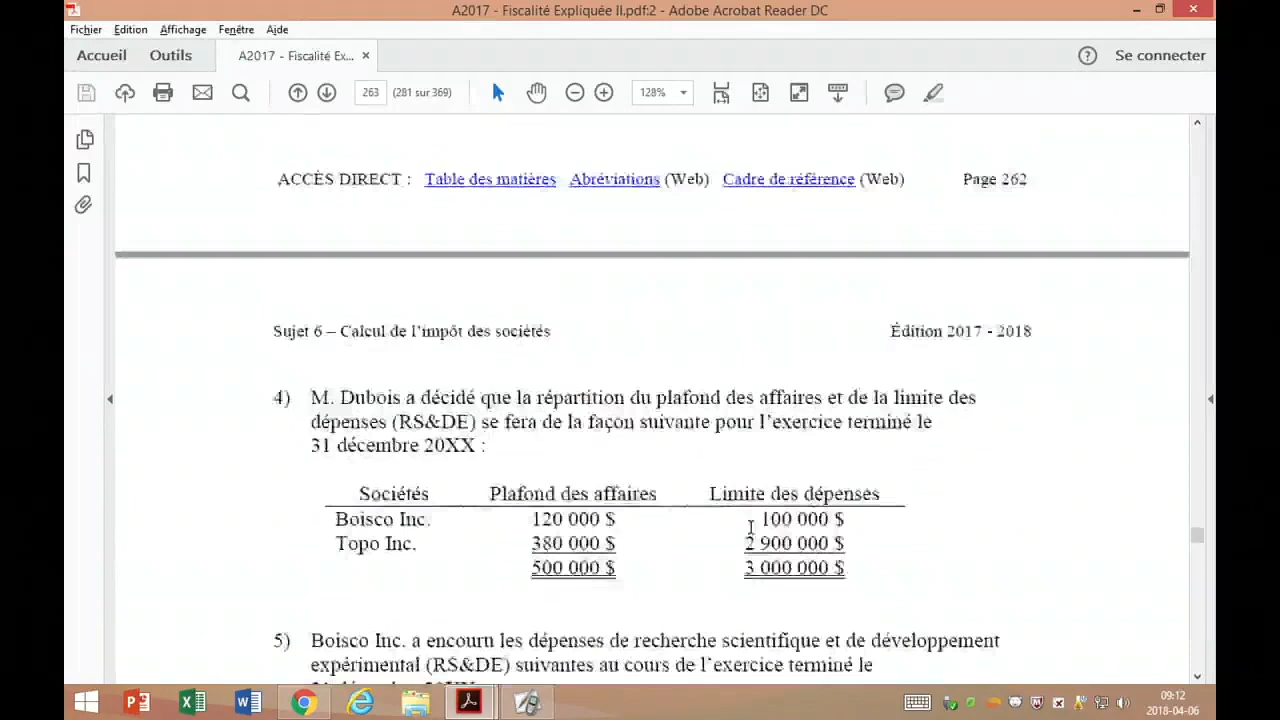 A2017 - Fiscalité Expliquée II.pdf:2 - Adobe Acrobat Reader DC
Fichier Edition Affichage Fenêtre Aide
Accueil Outils A2017 - Fiscalité Ex... × Se connecter
263 (281 sur 369) 128%
ACCÈS DIRECT : Table des matières Abréviations (Web) Cadre de référence (Web) Page 262
Sujet 6 – Calcul de l’impôt des sociétés Édition 2017 - 2018
4) M. Dubois a décidé que la répartition du plafond des affaires et de la limite des
dépenses (RS&DE) se fera de la façon suivante pour l’exercice terminé le
31 décembre 20XX :
Sociétés Plafond des affaires Limite des dépenses
Boisco Inc. 120 000 $ 100 000 $
Topo Inc. 380 000 $ 2 900 000 $
500 000 $ 3 000 000 $
5) Boisco Inc. a encouru les dépenses de recherche scientifique et de développement
expérimental (RS&DE) suivantes au cours de l’exercice terminé le
09:12
2018-04-06